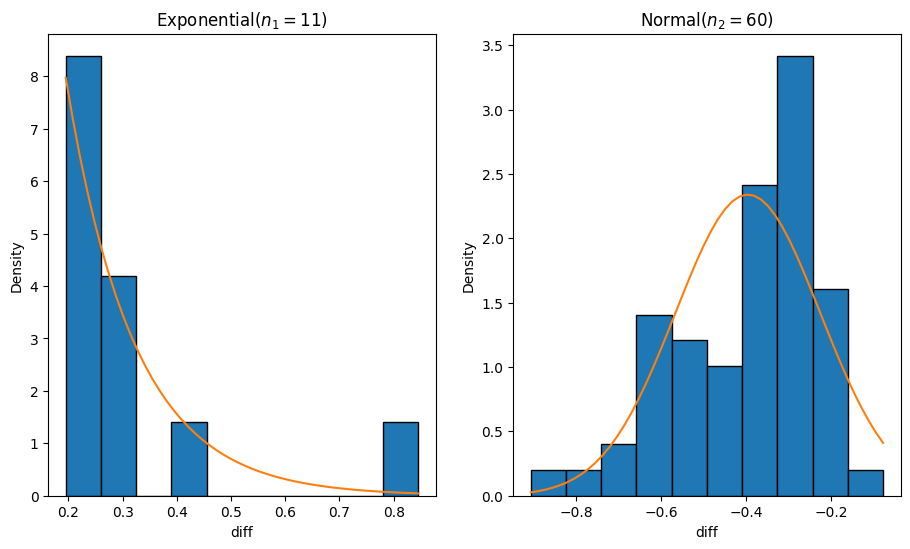 Exponential($n_1 = 11$)
Density
8
7
6
5
4
3
2
1
0
0.2 0.3 0.4 0.5 0.6 0.7 0.8
diff
Normal($n_2 = 60$)
Density
3.5
3.0
2.5
2.0
1.5
1.0
0.5
0.0
−0.8 −0.6 −0.4 −0.2
diff